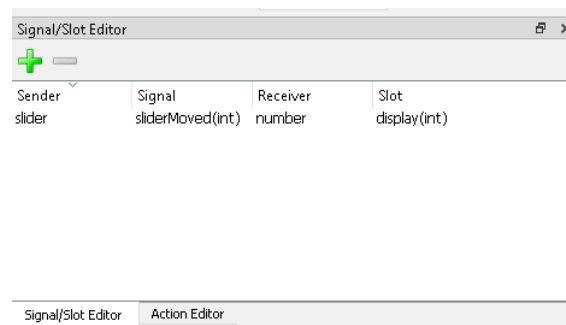 Signal/Slot Editor
Sender Signal Receiver Slot
slider sliderMoved(int) number display(int)
Signal/Slot Editor Action Editor